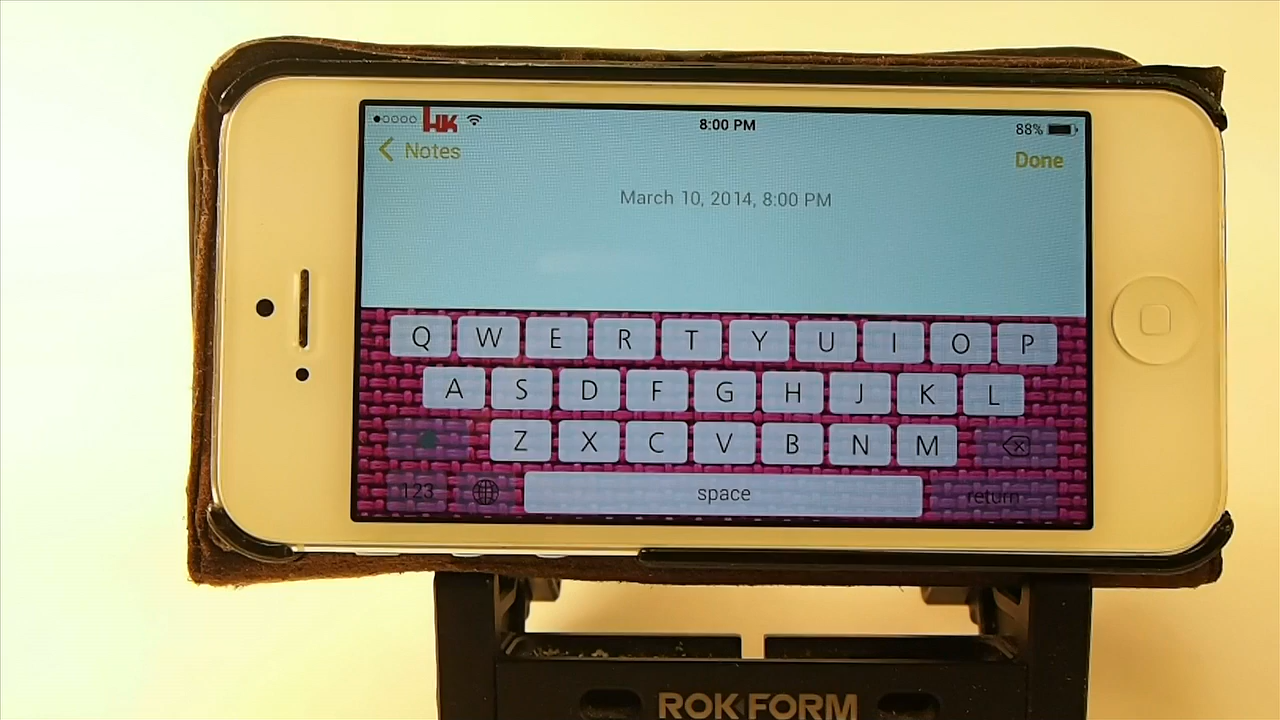 HK 8:00 PM 88%
Notes Done
March 10, 2014, 8:00 PM
Q W E R T Y U I O P
A S D F G H J K L
Z X C V B N M
123 space return
ROKFORM